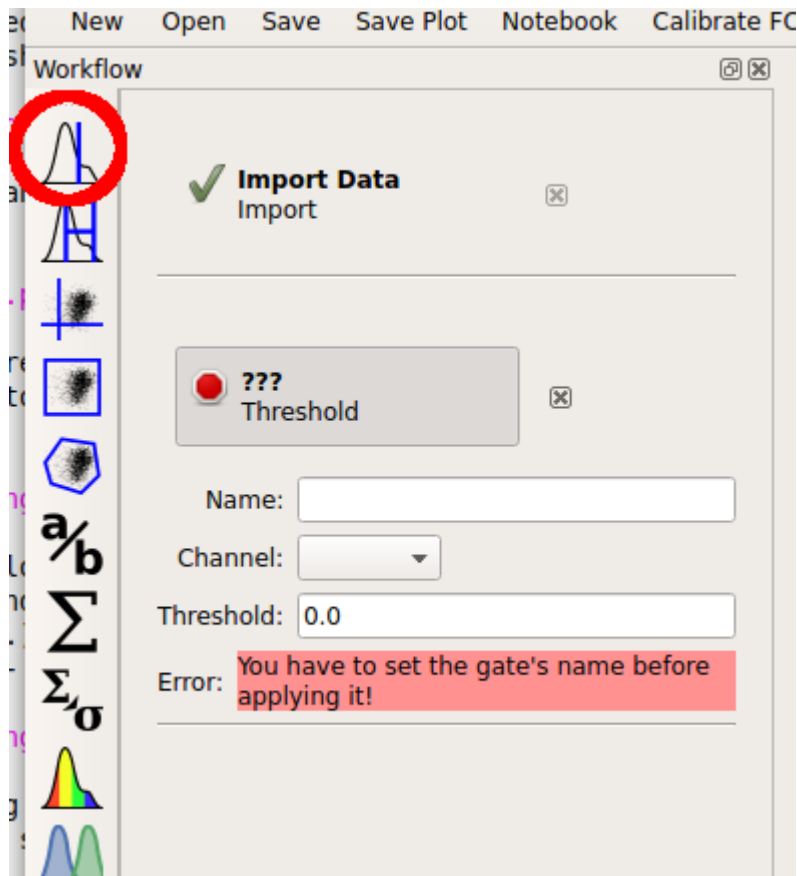 New Open Save Save Plot Notebook Calibrate FC
Workflow
Import Data
Import
???
Threshold
Name:
Channel:
Threshold: 0.0
Error: You have to set the gate's name before
applying it!
a/b
Σ
Σ,σ